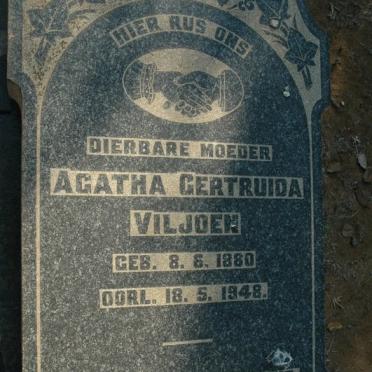 HIER RUS ONS
DIERBARE MOEDER
AGATHA GERTRUIDA
VILJOEN
GEB. 8. 6. 1880
OORL. 18. 5. 1948.